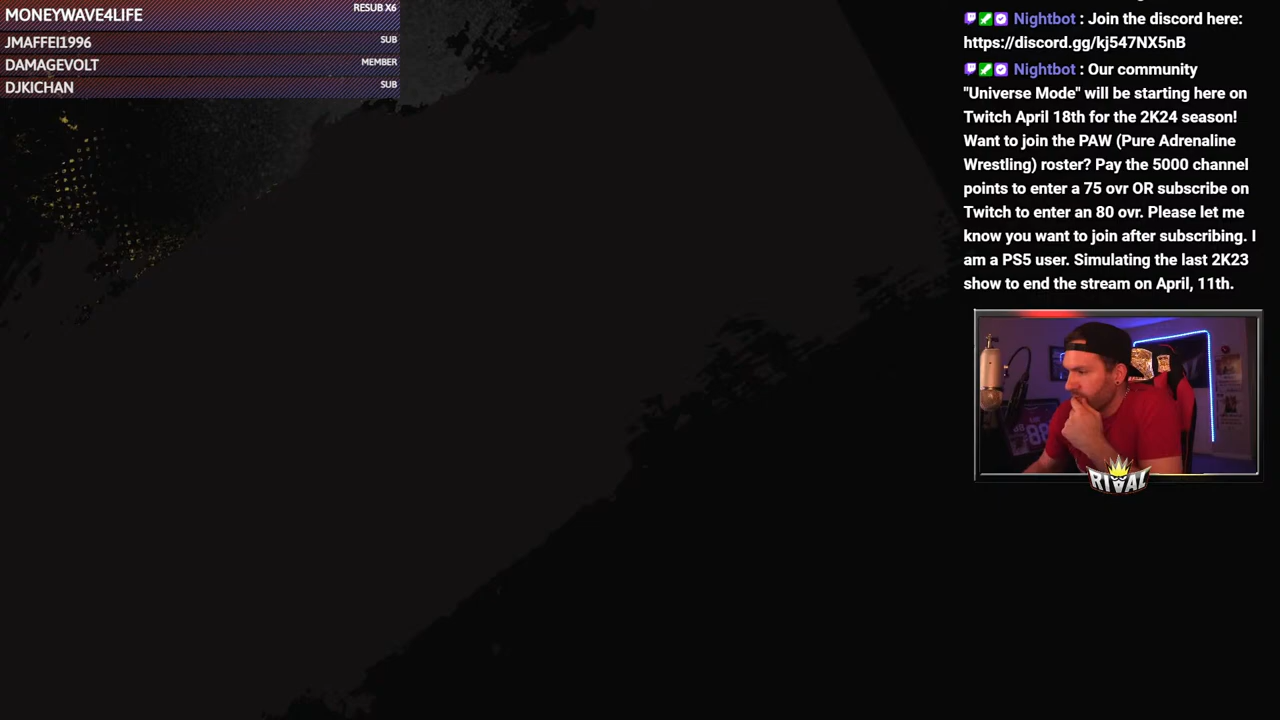 MONEYWAVE4LIFE RESUB X6
JMAFFEI1996 SUB
DAMAGEVOLT MEMBER
DJKICHAN SUB
Nightbot : Join the discord here:
https://discord.gg/kj547NX5nB
Nightbot : Our community
"Universe Mode" will be starting here on
Twitch April 18th for the 2K24 season!
Want to join the PAW (Pure Adrenaline
Wrestling) roster? Pay the 5000 channel
points to enter a 75 ovr OR subscribe on
Twitch to enter an 80 ovr. Please let me
know you want to join after subscribing. I
am a PS5 user. Simulating the last 2K23
show to end the stream on April, 11th.
88
RIVAL